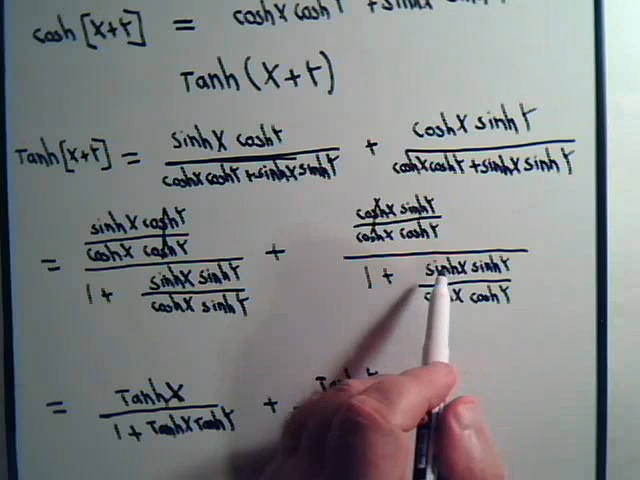 cosh[X+Y] = coshX coshY + sinhX sinhY
Tanh(X+Y)
Tanh[X+Y] = sinhX coshY / coshX coshY + sinhX sinhY + coshX sinhY / coshX coshY + sinhX sinhY
= sinhX coshY / coshX coshY / 1 + sinhX sinhY / coshX sinhY + coshX sinhY / coshX coshY / 1 + sinhX sinhY / coshX coshY
= TanhX / 1 + TanhX TanhY + Tanh